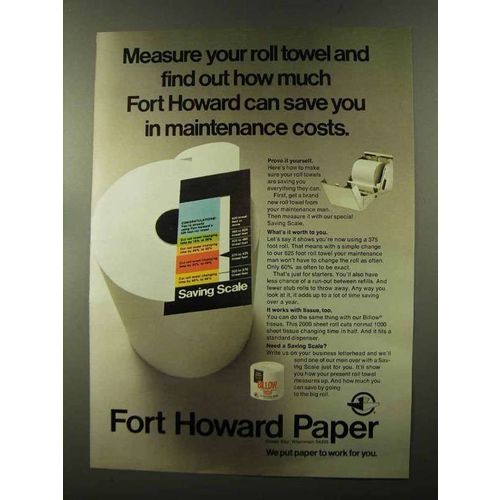 Measure your roll towel and
find out how much
Fort Howard can save you
in maintenance costs.
Prove it yourself.
Here's how to make
sure your roll towels
are saving you
everything they can.
First, get a brand
new roll towel from
your maintenance man.
Then measure it with our special
Saving Scale.
What's it worth to you.
Let's say it shows you're now using a 375
foot roll. That means with a simple change
to our 625 foot roll towel your maintenance
man won't have to change the roll as often.
Only 60% as often to be exact.
That's just for starters. You'll also have
less chance of a run-out between refills. And
fewer stub rolls to throw away. Any way you
look at it, it adds up to a lot of time saving
over a year.
It works with tissue, too.
You can do the same thing with our Billow
tissue. This 2000 sheet roll cuts normal 1000
sheet tissue changing time in half. And it fits a
standard dispenser.
Need a Saving Scale?
Write us on your business letterhead and we'll
send one of our men over with a Sav-
ing Scale just for you. It'll show
you how your present roll towel
measures up. And how much you
can save by going
to the big roll.
CONGRATULATIONS!
Saving Scale
BILLOW
Fort Howard Paper
Green Bay, Wisconsin
We put paper to work for you.